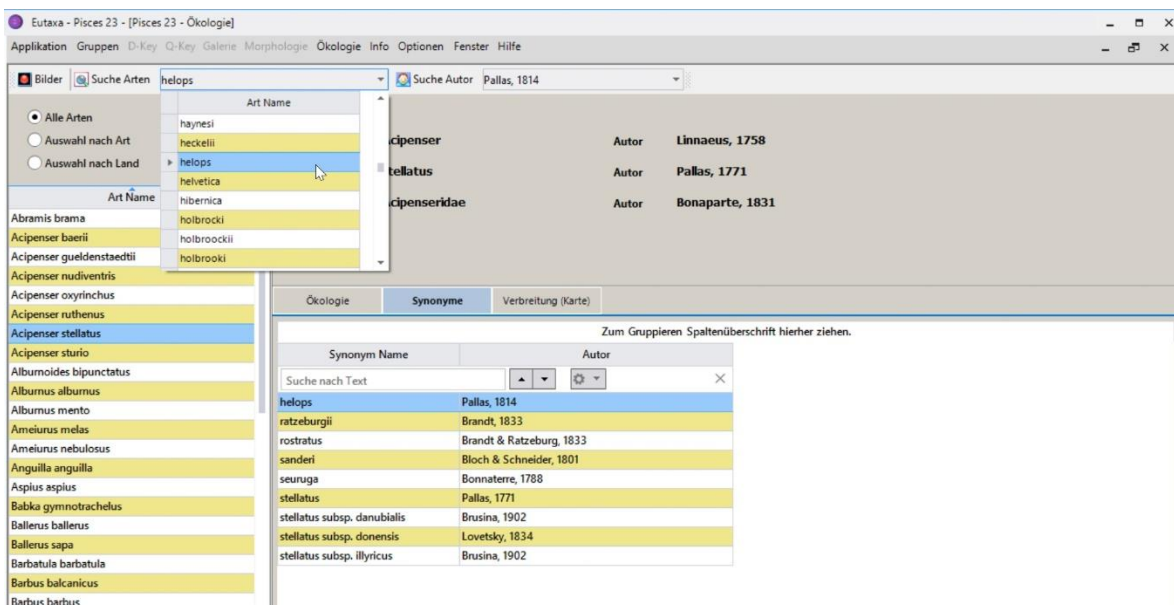 Eutaxa - Pisces 23 - [Pisces 23 - Ökologie]
Applikation Gruppen D-Key Q-Key Galerie Morphologie Ökologie Info Optionen Fenster Hilfe
Bilder Suche Arten helops Suche Autor Pallas, 1814
Art Name
haynesi
heckelii
helops
helvetica
hibernica
holbrocki
holbroockii
holbrooki
Alle Arten
Auswahl nach Art
Auswahl nach Land
cipenser Autor Linnaeus, 1758
tellatus Autor Pallas, 1771
cipenseridae Autor Bonaparte, 1831
Art Name
Abramis brama
Acipenser baerii
Acipenser gueldenstaedtii
Acipenser nudiventris
Acipenser oxyrinchus
Acipenser ruthenus
Acipenser stellatus
Acipenser sturio
Alburnoides bipunctatus
Alburnus alburnus
Alburnus mento
Ameiurus melas
Ameiurus nebulosus
Anguilla anguilla
Aspius aspius
Babka gymnotrachelus
Ballerus ballerus
Ballerus sapa
Barbatula barbatula
Barbus balcanicus
Barbus barbus
Ökologie Synonyme Verbreitung (Karte)
Zum Gruppieren Spaltenüberschrift hierher ziehen.
Synonym Name Autor
Suche nach Text
helops Pallas, 1814
ratzeburgii Brandt, 1833
rostratus Brandt & Ratzeburg, 1833
sanderi Bloch & Schneider, 1801
seuruga Bonnaterre, 1788
stellatus Pallas, 1771
stellatus subsp. danubialis Brusina, 1902
stellatus subsp. donensis Lovetsky, 1834
stellatus subsp. illyricus Brusina, 1902